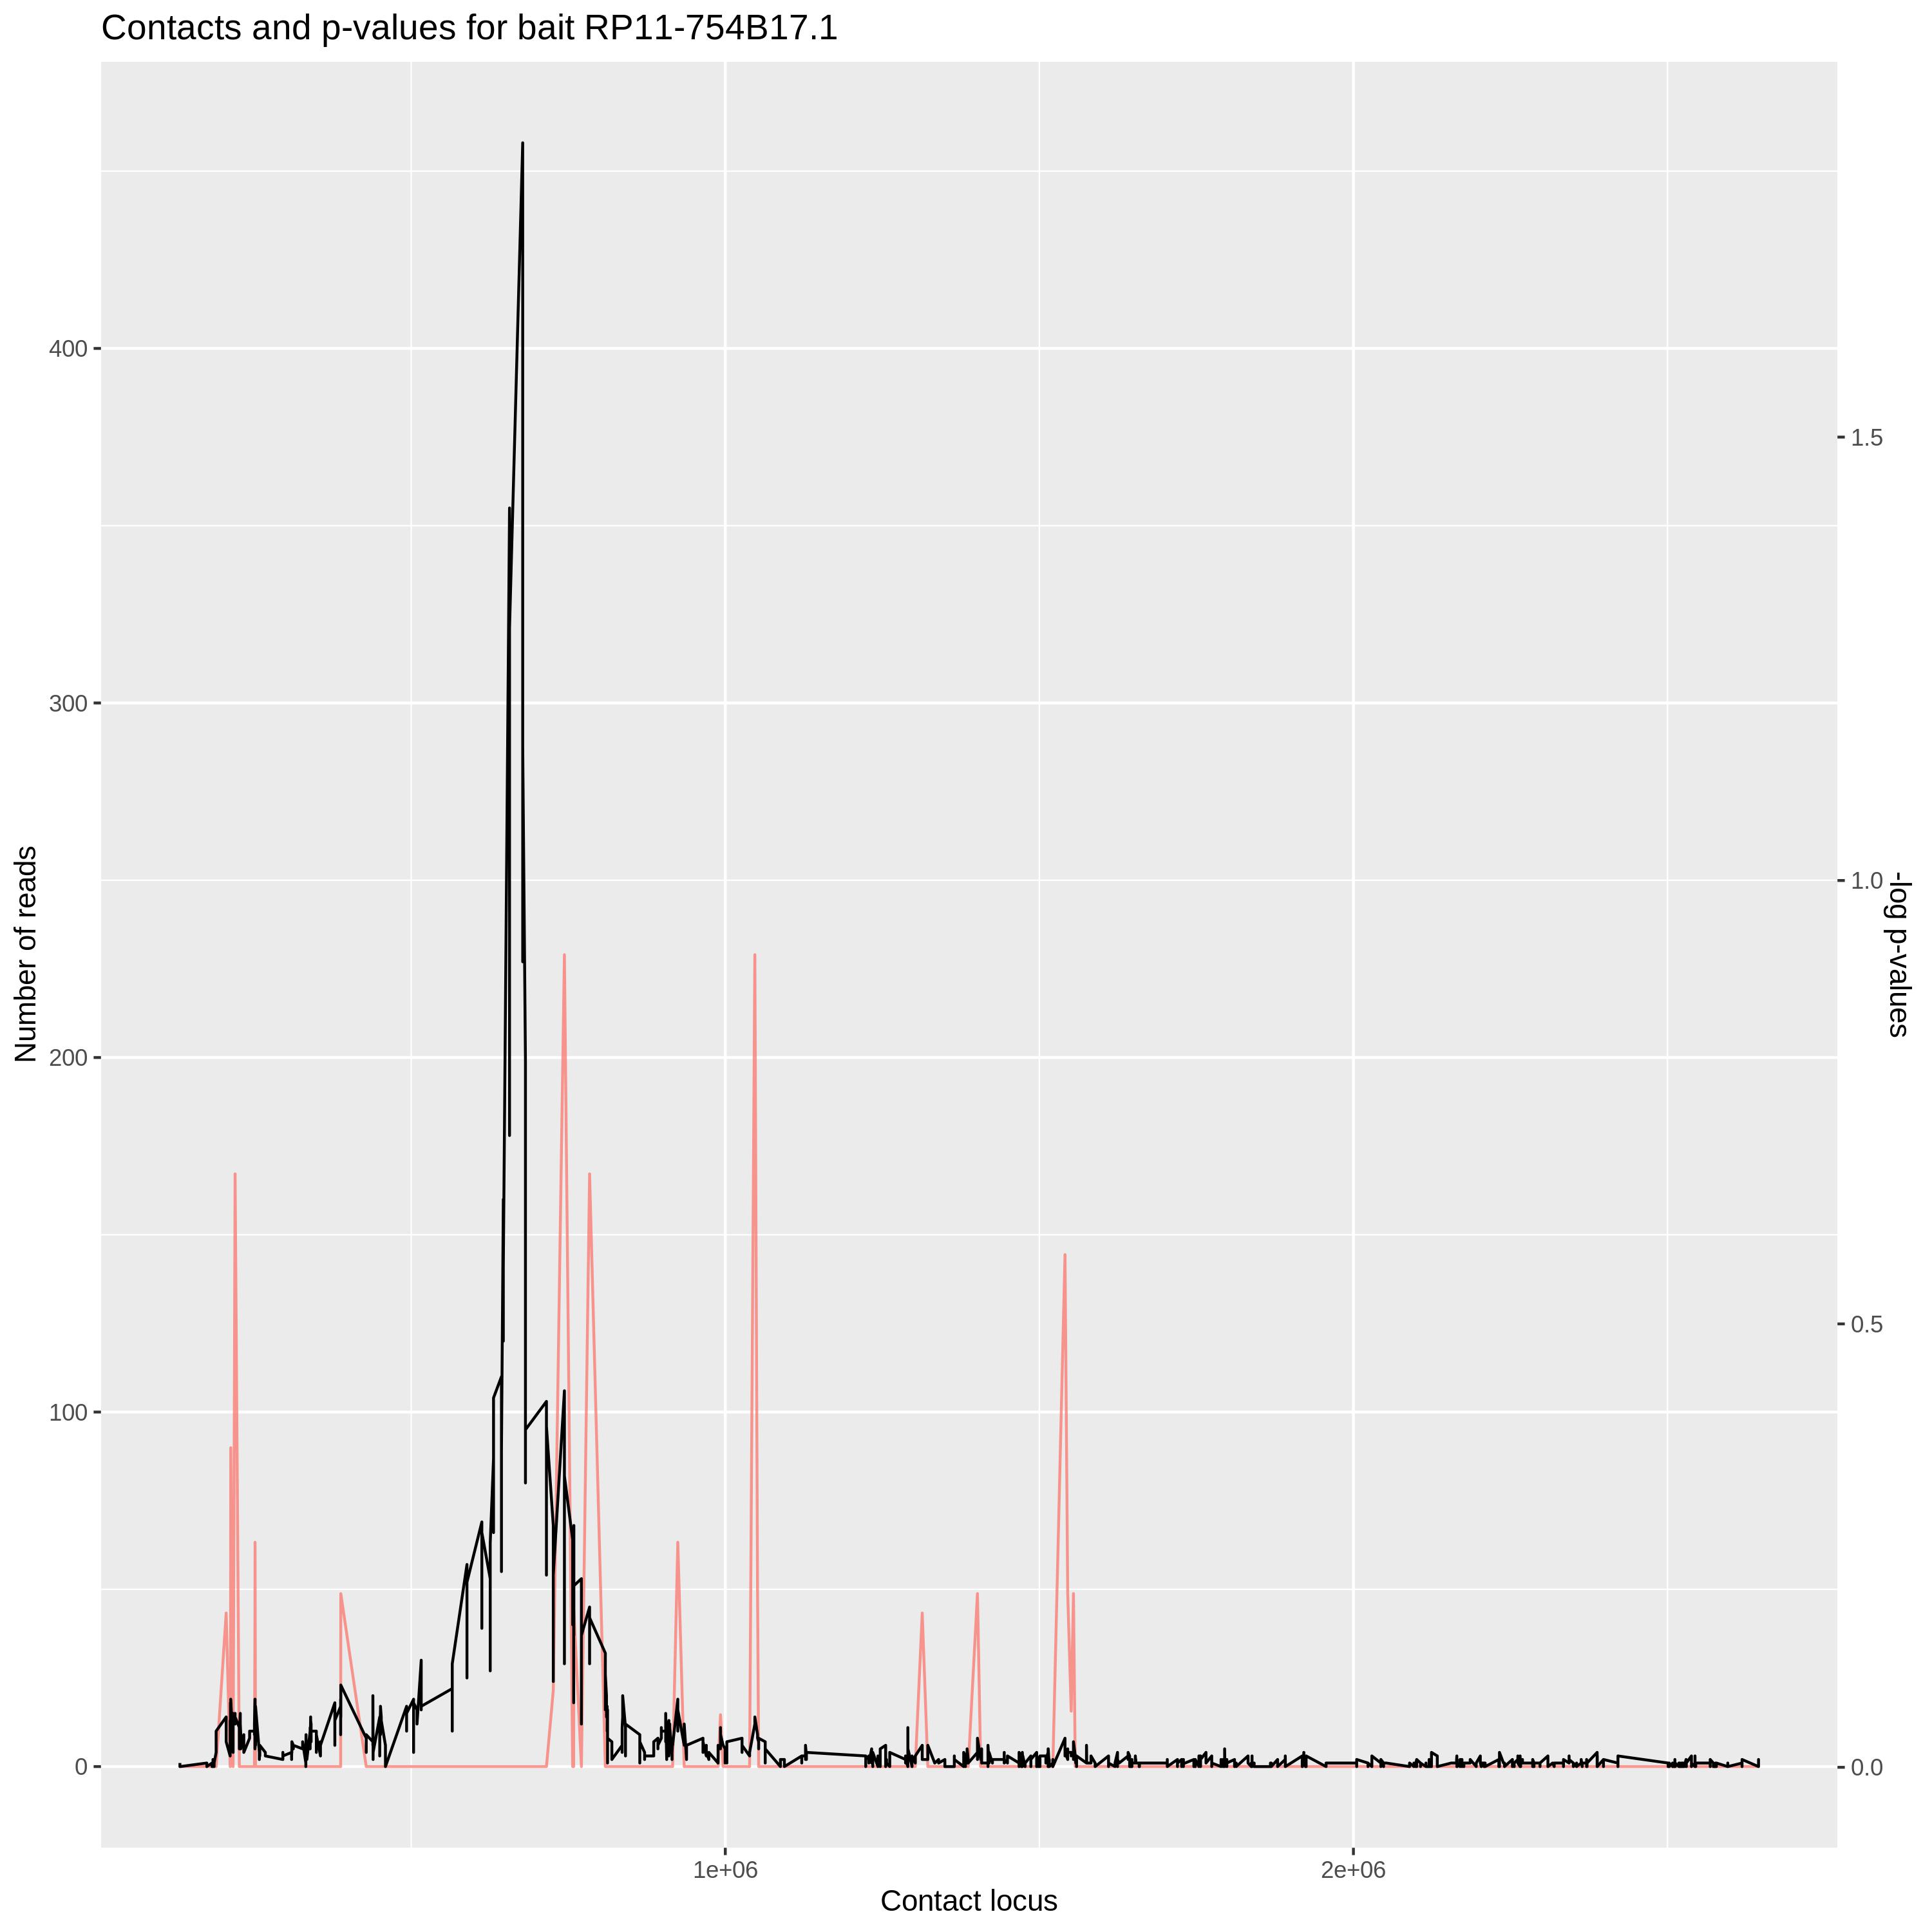 Contacts and p-values for bait RP11-754B17.1
Number of reads
400
300
200
100
0
1.5
1.0
0.5
0.0
-log p-values
1e+06
2e+06
Contact locus